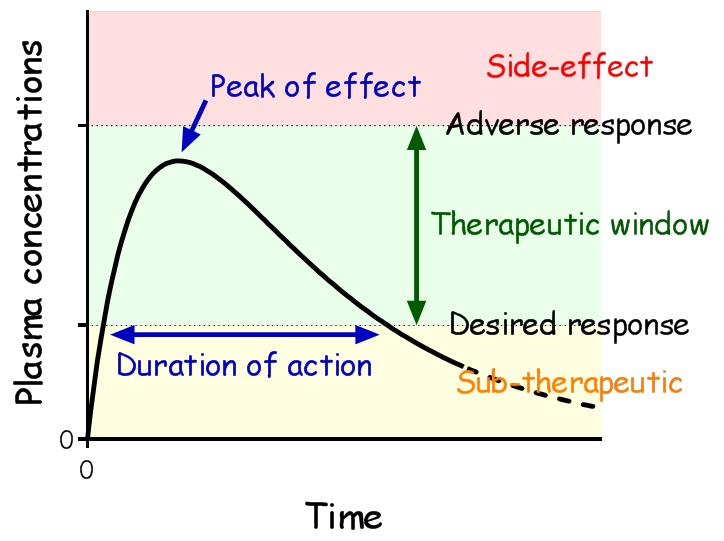 Side-effect
Peak of effect
Adverse response
Therapeutic window
Desired response
Duration of action
Sub-therapeutic
Plasma concentrations
0
0
Time